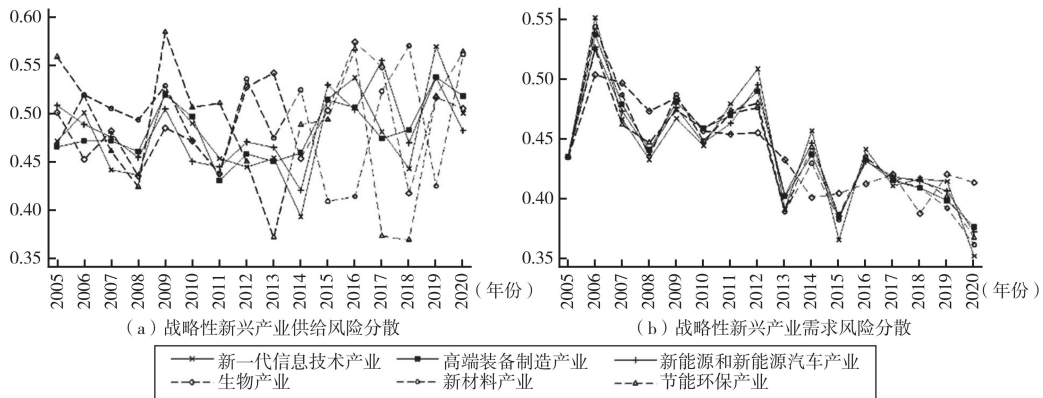 0.60
0.55
0.50
0.45
0.40
0.35
2005 2006 2007 2008 2009 2010 2011 2012 2013 2014 2015 2016 2017 2018 2019 2020 (年份)
(a) 战略性新兴产业供给风险分散
0.55
0.50
0.45
0.40
0.35
2005 2006 2007 2008 2009 2010 2011 2012 2013 2014 2015 2016 2017 2018 2019 2020 (年份)
(b) 战略性新兴产业需求风险分散
新一代信息技术产业 高端装备制造产业 新能源和新能源汽车产业
生物产业 新材料产业 节能环保产业